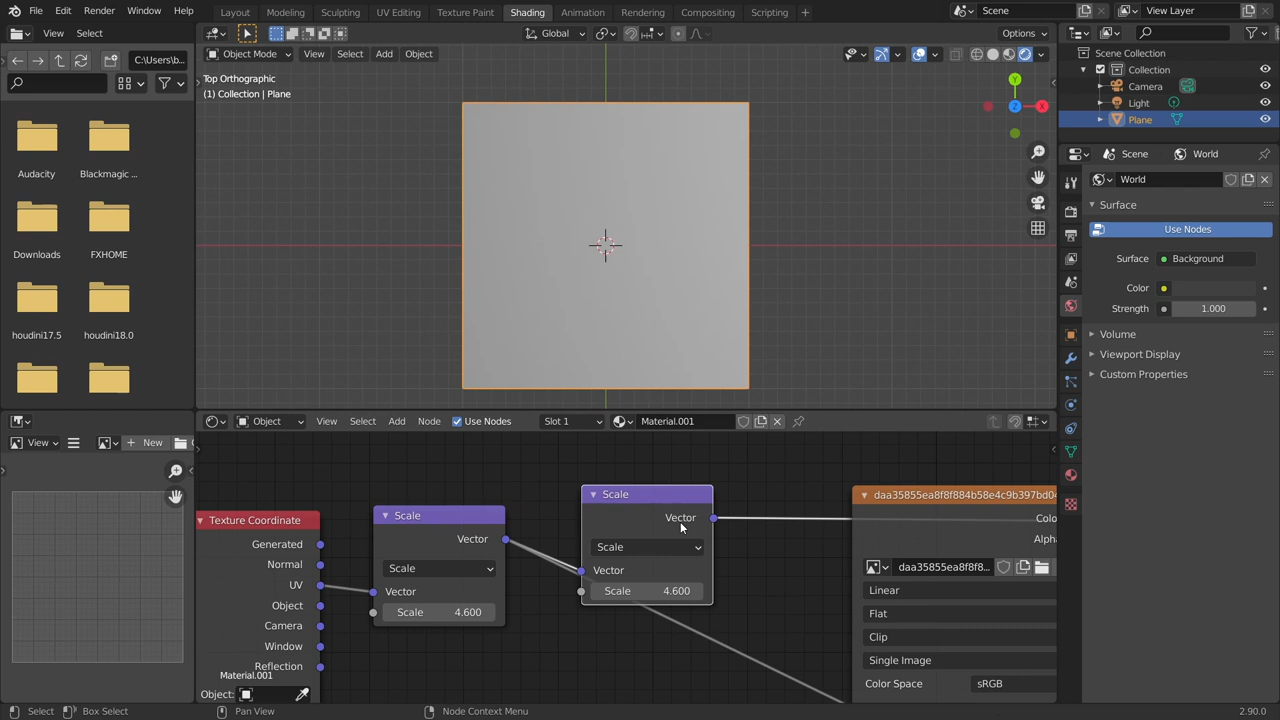 File Edit Render Window Help Layout Modeling Sculpting UV Editing Texture Paint Shading Animation Rendering Compositing Scripting + Scene View Layer
View Select Global Options
C:\Users\b... Object Mode View Select Add Object Scene Collection
Collection
Top Orthographic
(1) Collection | Plane
Y
X
Z
Camera
Light
Plane
Scene World
World
Surface
Use Nodes
Surface Background
Color
Strength 1.000
Volume
Viewport Display
Custom Properties
Audacity Blackmagic ...
Downloads FXHOME
houdini17.5 houdini18.0
View New
Object View Select Add Node Use Nodes Slot 1 Material.001
Texture Coordinate
Generated
Normal
UV
Object
Camera
Window
Reflection
Material.001
Object:
Scale
Vector
Scale
Vector
Scale 4.600
Scale
Vector
Scale
Vector
Scale 4.600
daa35855ea8f8f884b58e4c9b397bd04
Colo
Alph
daa35855ea8f8f8...
Linear
Flat
Clip
Single Image
Color Space sRGB
Select Box Select Pan View Node Context Menu 2.90.0